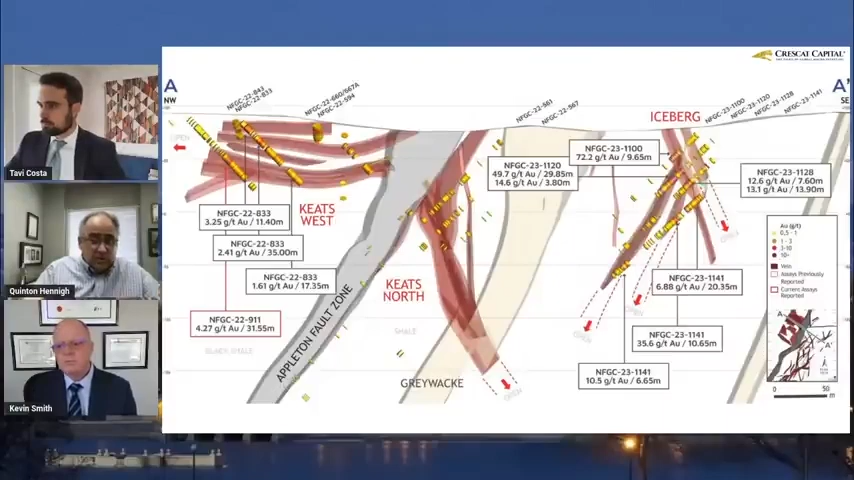 CRESCAT CAPITAL
A
A'
NW
SE
NFGC-22-843
NFGC-22-833
NFGC-22-660/667A
NFGC-22-594
NFGC-22-561
NFGC-22-567
ICEBERG
NFGC-23-1100
NFGC-23-1120
NFGC-23-1128
NFGC-23-1141
OPEN
Tavi Costa
NFGC-23-1100
72.2 g/t Au / 9.65m
NFGC-23-1120
49.7 g/t Au / 29.85m
14.6 g/t Au / 3.80m
NFGC-23-1128
12.6 g/t Au / 7.60m
13.1 g/t Au / 13.90m
NFGC-22-833
3.25 g/t Au / 11.40m
KEATS
WEST
NFGC-22-833
2.41 g/t Au / 35.00m
NFGC-22-833
1.61 g/t Au / 17.35m
OPEN
Au (g/t)
0.5 - 1
1 - 3
3-10
10+
Vein
Assays Previously
Reported
Current Assays
Reported
Quinton Hennigh
KEATS
NORTH
NFGC-23-1141
6.88 g/t Au / 20.35m
OPEN
NFGC-22-911
4.27 g/t Au / 31.55m
BLACK SHALE
SHALE
OPEN
NFGC-23-1141
35.6 g/t Au / 10.65m
APPLETON FAULT ZONE
NFGC-23-1141
10.5 g/t Au / 6.65m
GREYWACKE
OPEN
A
A'
0
50
m
Kevin Smith